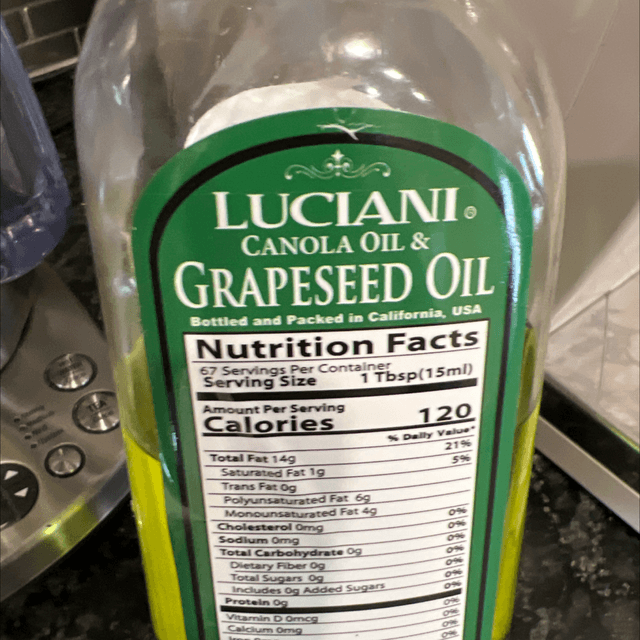 LUCIANI®
CANOLA OIL &
GRAPESEED OIL
Bottled and Packed in California, USA
Nutrition Facts
67 Servings Per Container
Serving Size 1 Tbsp(15ml)
Amount Per Serving
Calories 120
% Daily Value*
Total Fat 14g 21%
Saturated Fat 1g 5%
Trans Fat 0g
Polyunsaturated Fat 6g
Monounsaturated Fat 4g
Cholesterol 0mg 0%
Sodium 0mg 0%
Total Carbohydrate 0g 0%
Dietary Fiber 0g 0%
Total Sugars 0g 0%
Includes 0g Added Sugars 0%
Protein 0g 0%
Vitamin D 0mcg 0%
Calcium 0mg 0%